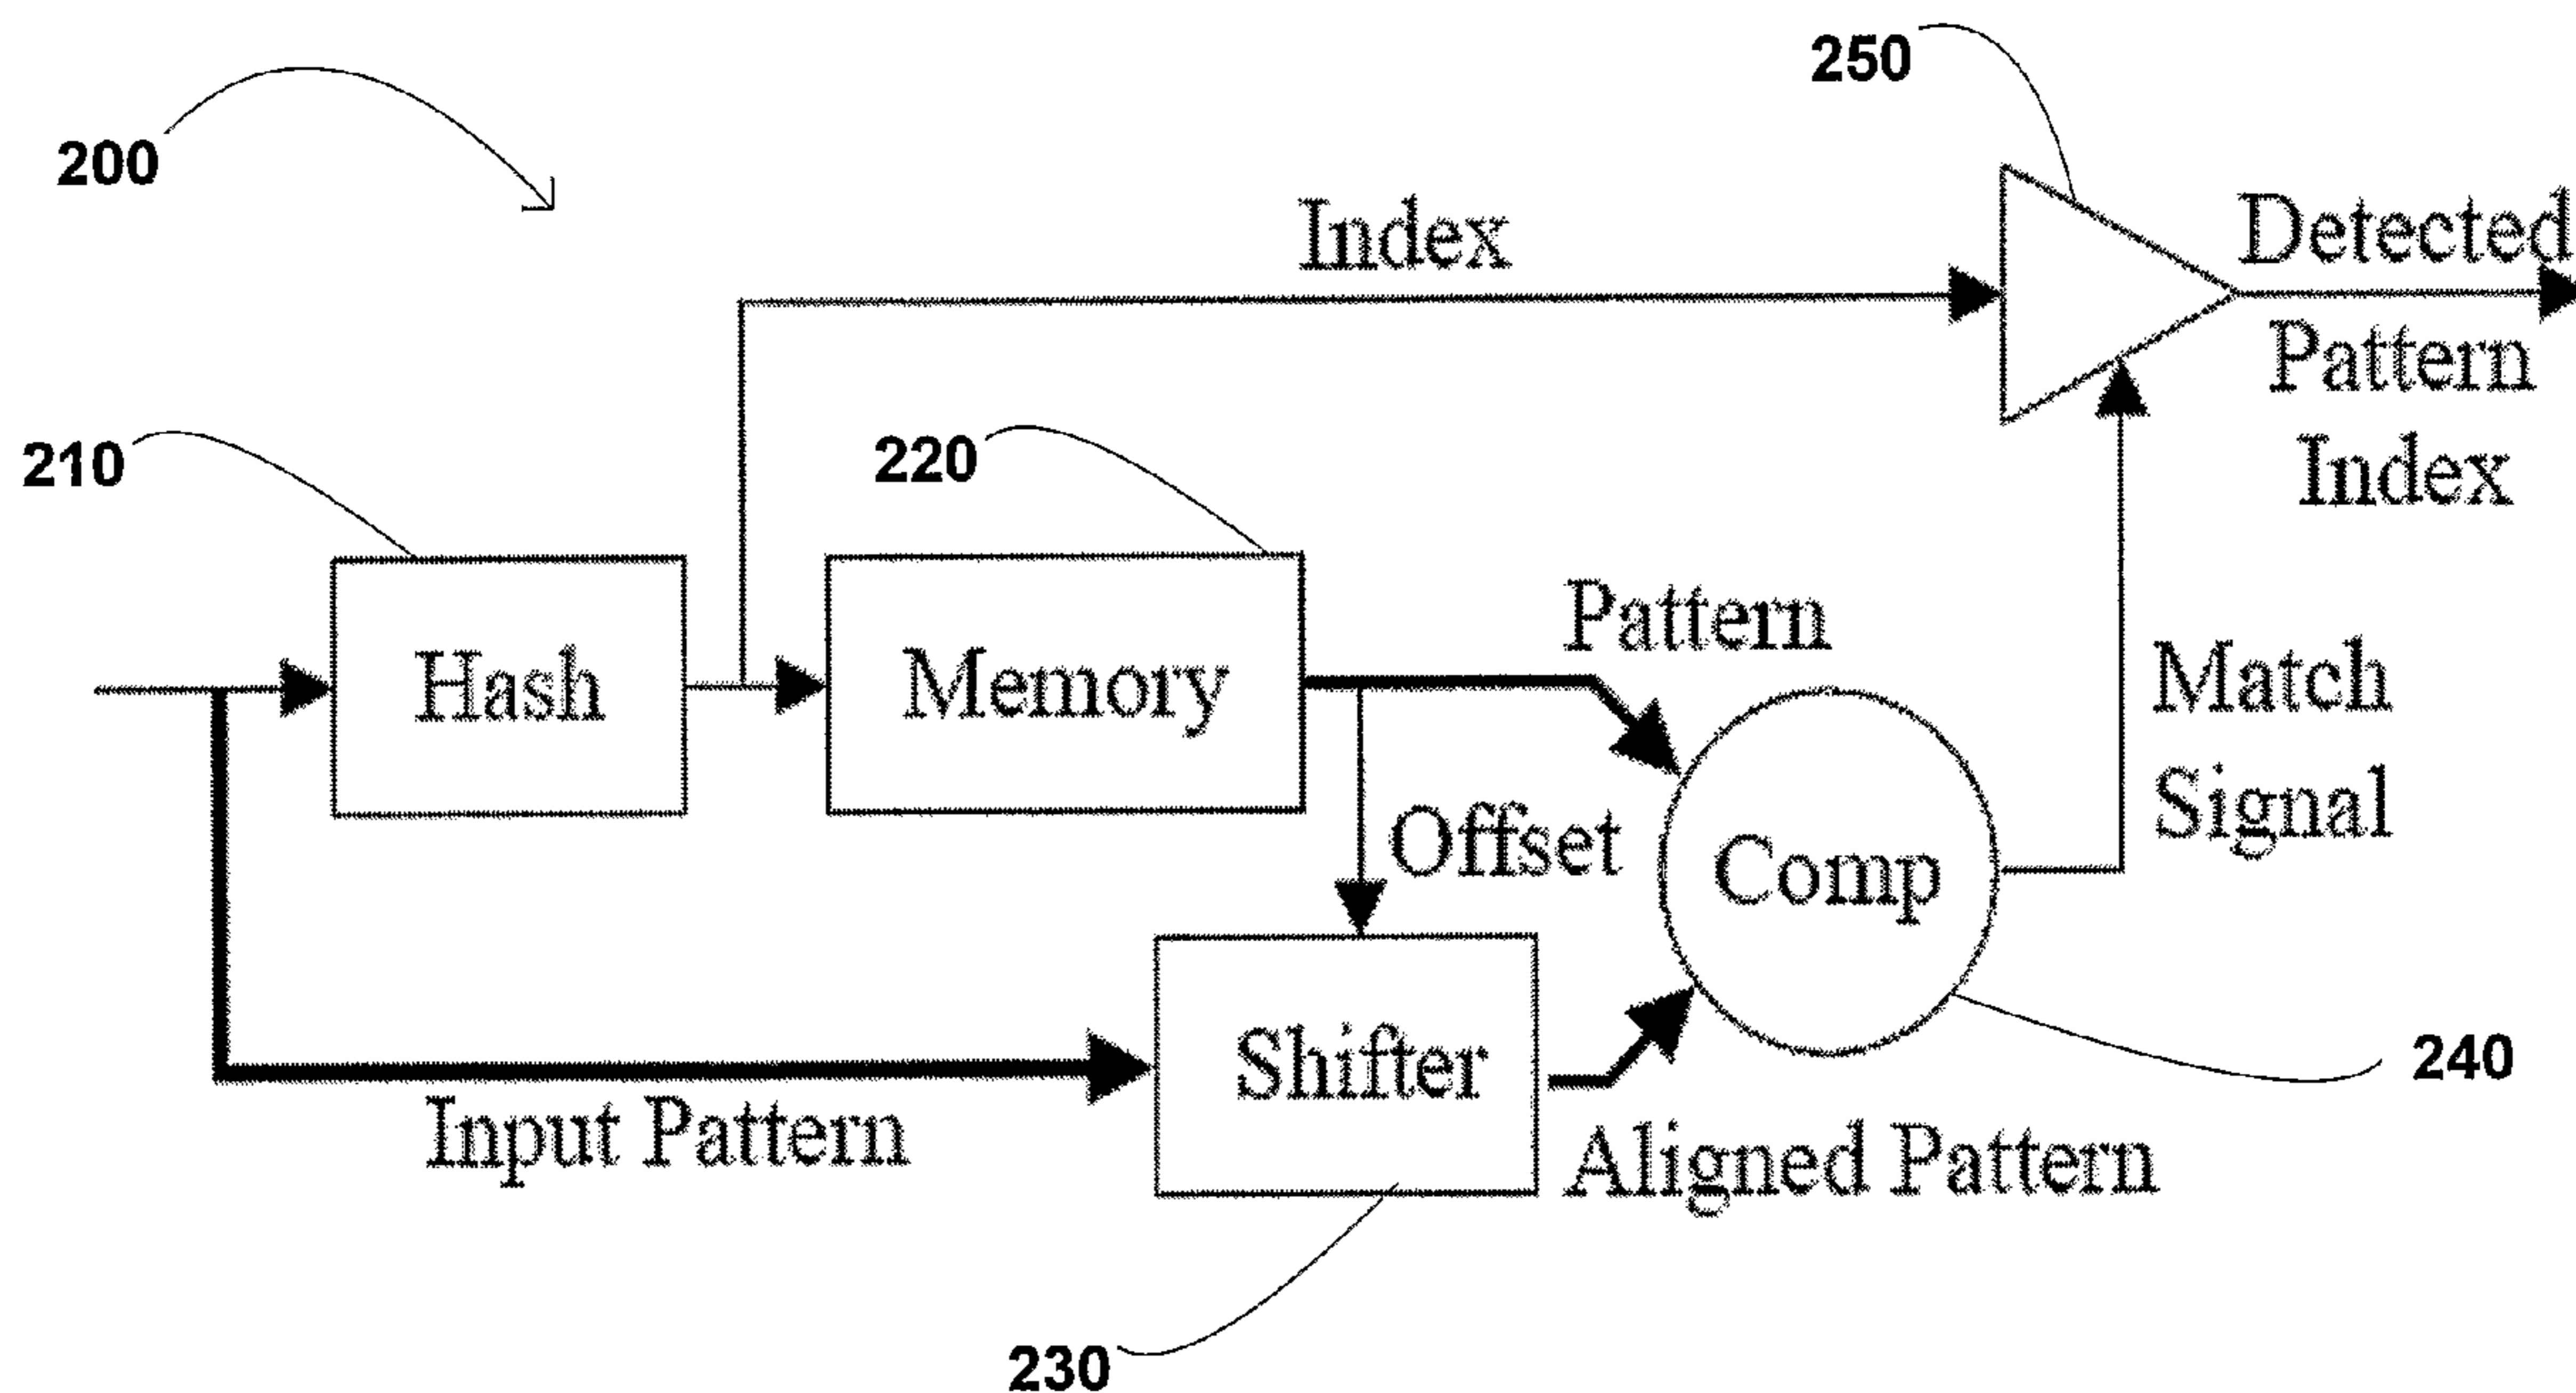 250
200
Index
Detected
Pattern
Index
210
220
Pattern
Hash
Memory
Match
Signal
Offset
Comp
Shifter
240
Input Pattern
Aligned Pattern
230